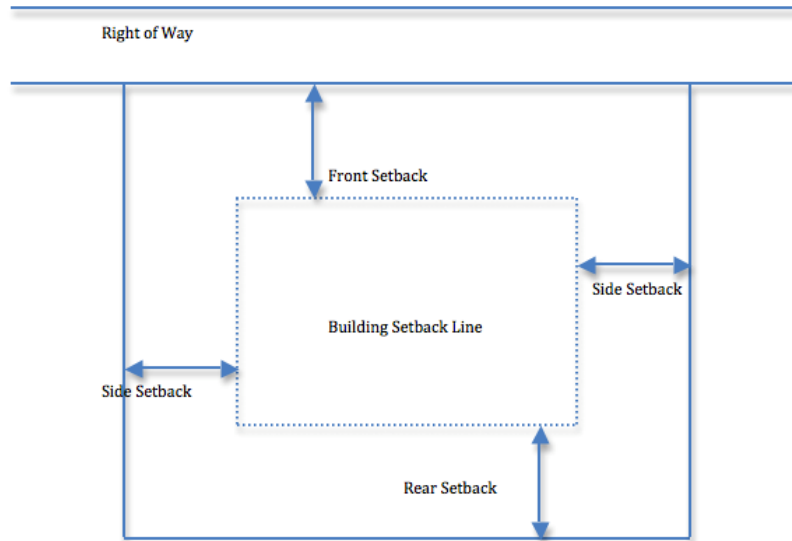 Right of Way
Front Setback
Side Setback
Building Setback Line
Side Setback
Rear Setback